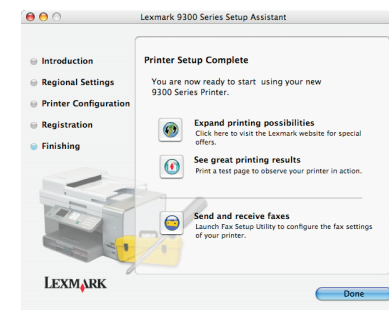 Lexmark 9300 Series Setup Assistant
Introduction
Regional Settings
Printer Configuration
Registration
Finishing
Printer Setup Complete
You are now ready to start using your new
9300 Series Printer.
Expand printing possibilities
Click here to visit the Lexmark website for special
offers.
See great printing results
Print a test page to observe your printer in action.
Send and receive faxes
Launch Fax Setup Utility to configure the fax settings
of your printer.
LEXMARK
Done